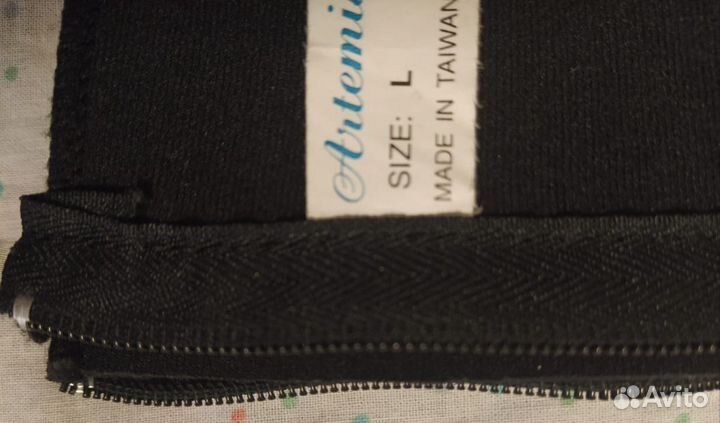 Artemi
SIZE: L
MADE IN TAIWAN
Avito